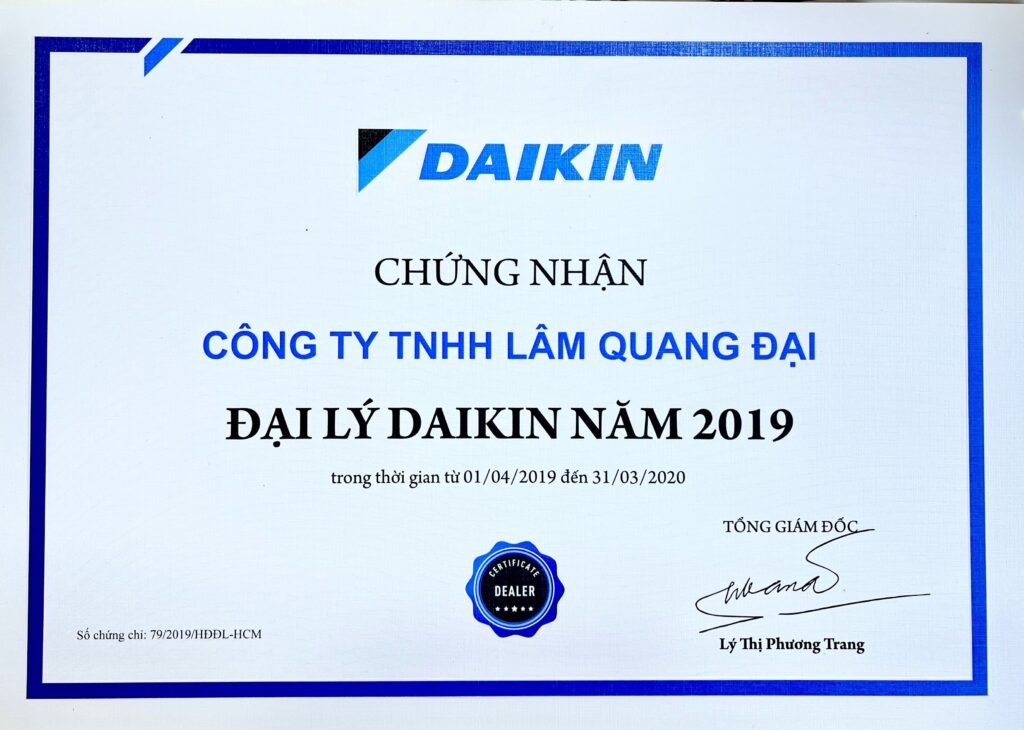 DAIKIN
CHỨNG NHẬN
CÔNG TY TNHH LÂM QUANG ĐẠI
ĐẠI LÝ DAIKIN NĂM 2019
trong thời gian từ 01/04/2019 đến 31/03/2020
TỔNG GIÁM ĐỐC
CERTIFICATE
DEALER
Số chứng chỉ: 79/2019/HĐĐL-HCM
Lý Thị Phương Trang